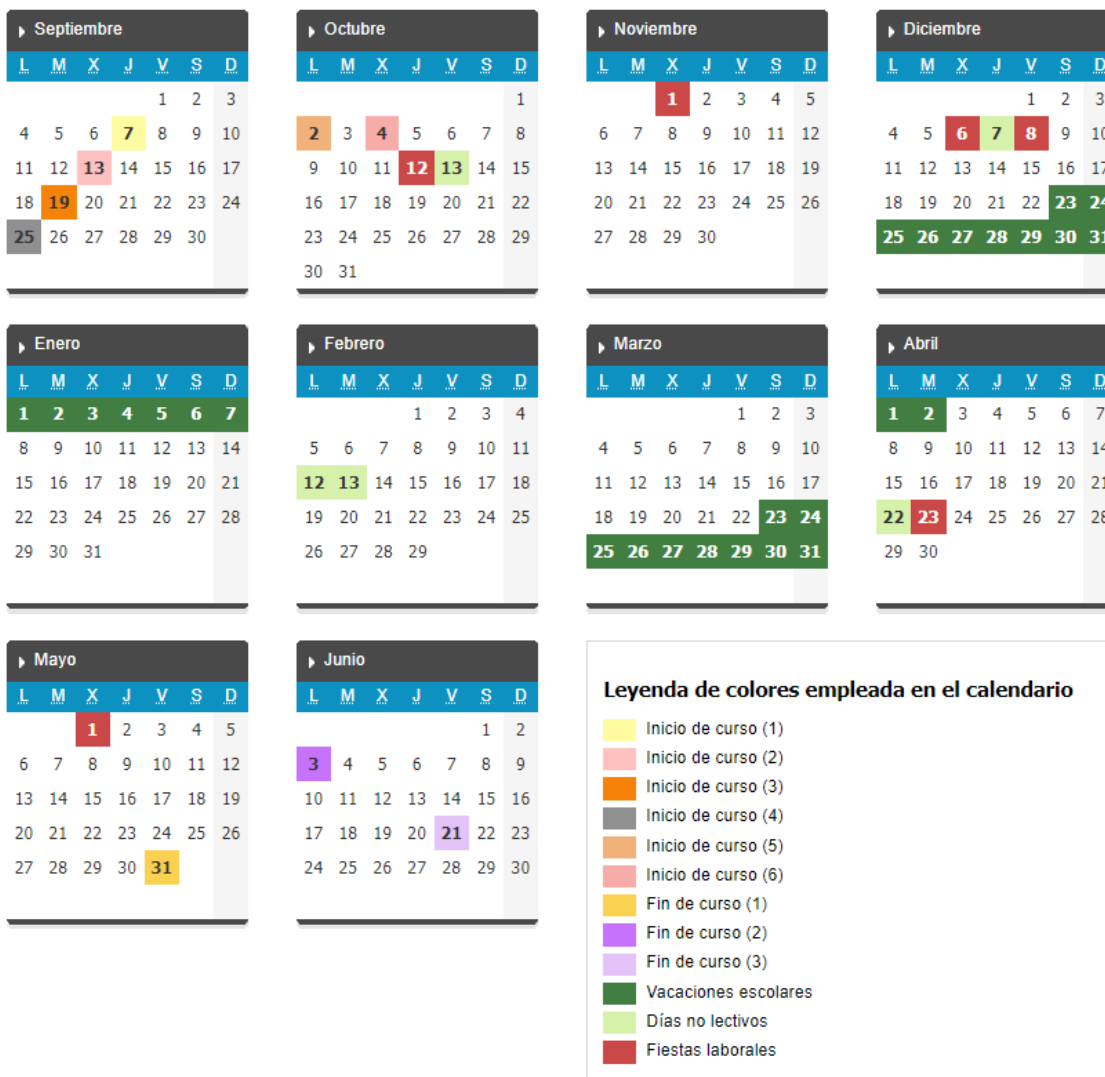 Septiembre
L M X J V S D
1 2 3
4 5 6 7 8 9 10
11 12 13 14 15 16 17
18 19 20 21 22 23 24
25 26 27 28 29 30
Octubre
L M X J V S D
1
2 3 4 5 6 7 8
9 10 11 12 13 14 15
16 17 18 19 20 21 22
23 24 25 26 27 28 29
30 31
Noviembre
L M X J V S D
1 2 3 4 5
6 7 8 9 10 11 12
13 14 15 16 17 18 19
20 21 22 23 24 25 26
27 28 29 30
Diciembre
L M X J V S D
1 2 3
4 5 6 7 8 9 10
11 12 13 14 15 16 17
18 19 20 21 22 23 24
25 26 27 28 29 30 31
Enero
L M X J V S D
1 2 3 4 5 6 7
8 9 10 11 12 13 14
15 16 17 18 19 20 21
22 23 24 25 26 27 28
29 30 31
Febrero
L M X J V S D
1 2 3 4
5 6 7 8 9 10 11
12 13 14 15 16 17 18
19 20 21 22 23 24 25
26 27 28 29
Marzo
L M X J V S D
1 2 3
4 5 6 7 8 9 10
11 12 13 14 15 16 17
18 19 20 21 22 23 24
25 26 27 28 29 30 31
Abril
L M X J V S D
1 2 3 4 5 6 7
8 9 10 11 12 13 14
15 16 17 18 19 20 21
22 23 24 25 26 27 28
29 30
Mayo
L M X J V S D
1 2 3 4 5
6 7 8 9 10 11 12
13 14 15 16 17 18 19
20 21 22 23 24 25 26
27 28 29 30 31
Junio
L M X J V S D
1 2
3 4 5 6 7 8 9
10 11 12 13 14 15 16
17 18 19 20 21 22 23
24 25 26 27 28 29 30
Leyenda de colores empleada en el calendario
Inicio de curso (1)
Inicio de curso (2)
Inicio de curso (3)
Inicio de curso (4)
Inicio de curso (5)
Inicio de curso (6)
Fin de curso (1)
Fin de curso (2)
Fin de curso (3)
Vacaciones escolares
Días no lectivos
Fiestas laborales